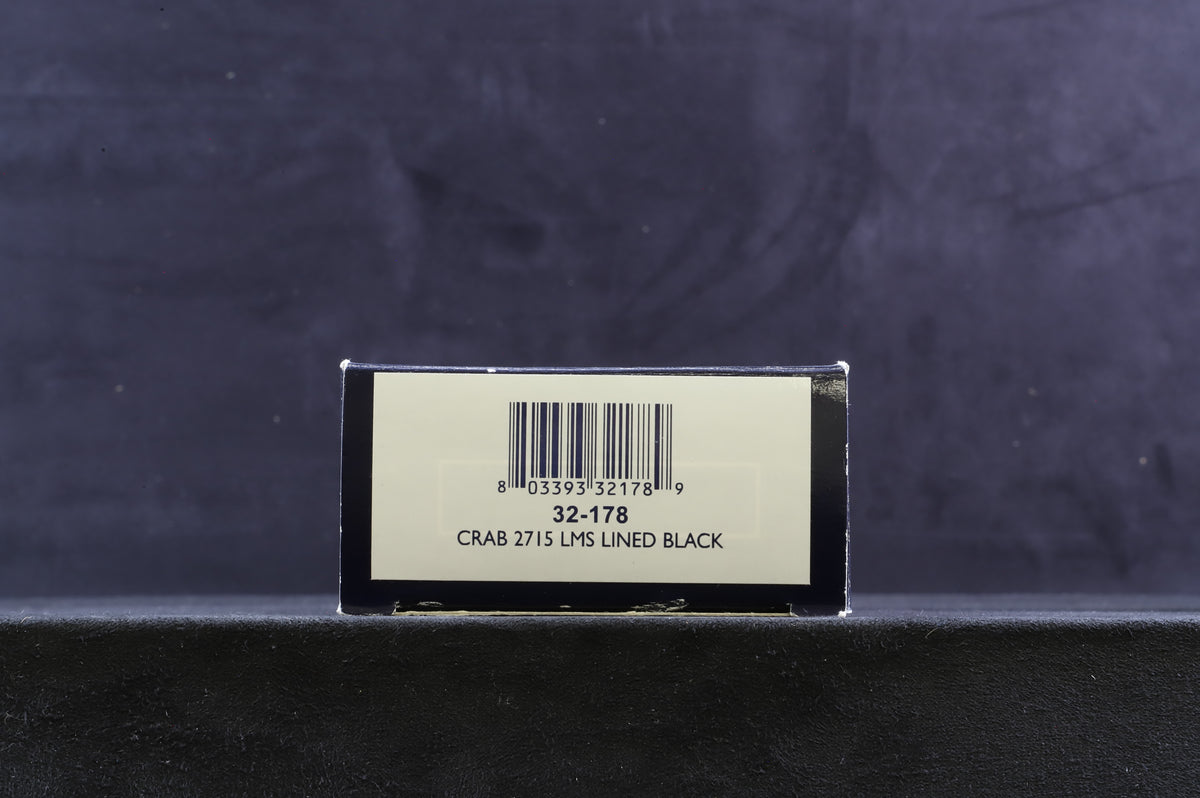 8 03393 32178 9
32-178
CRAB 2715 LMS LINED BLACK